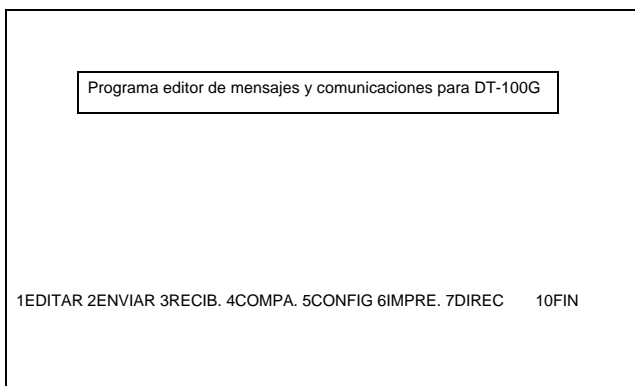 Programa editor de mensajes y comunicaciones para DT-100G
1EDITAR 2ENVIAR 3RECIB. 4COMPA. 5CONFIG 6IMPRE. 7DIREC 10FIN